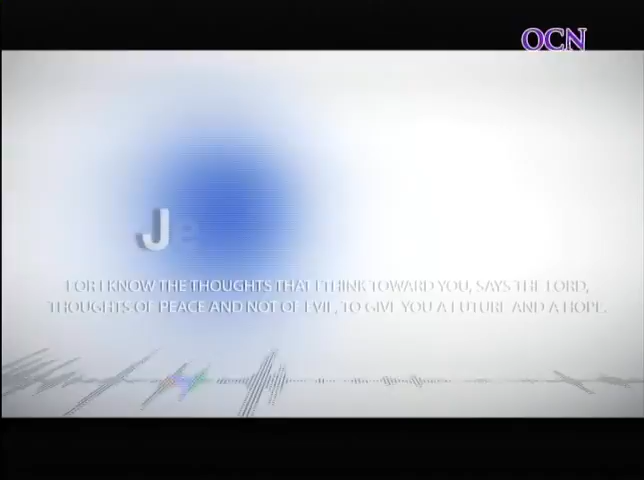 OCN
Je
FOR I KNOW THE THOUGHTS THAT I THINK TOWARD YOU, SAYS THE LORD,
THOUGHTS OF PEACE AND NOT OF EVIL, TO GIVE YOU A FUTURE AND A HOPE.